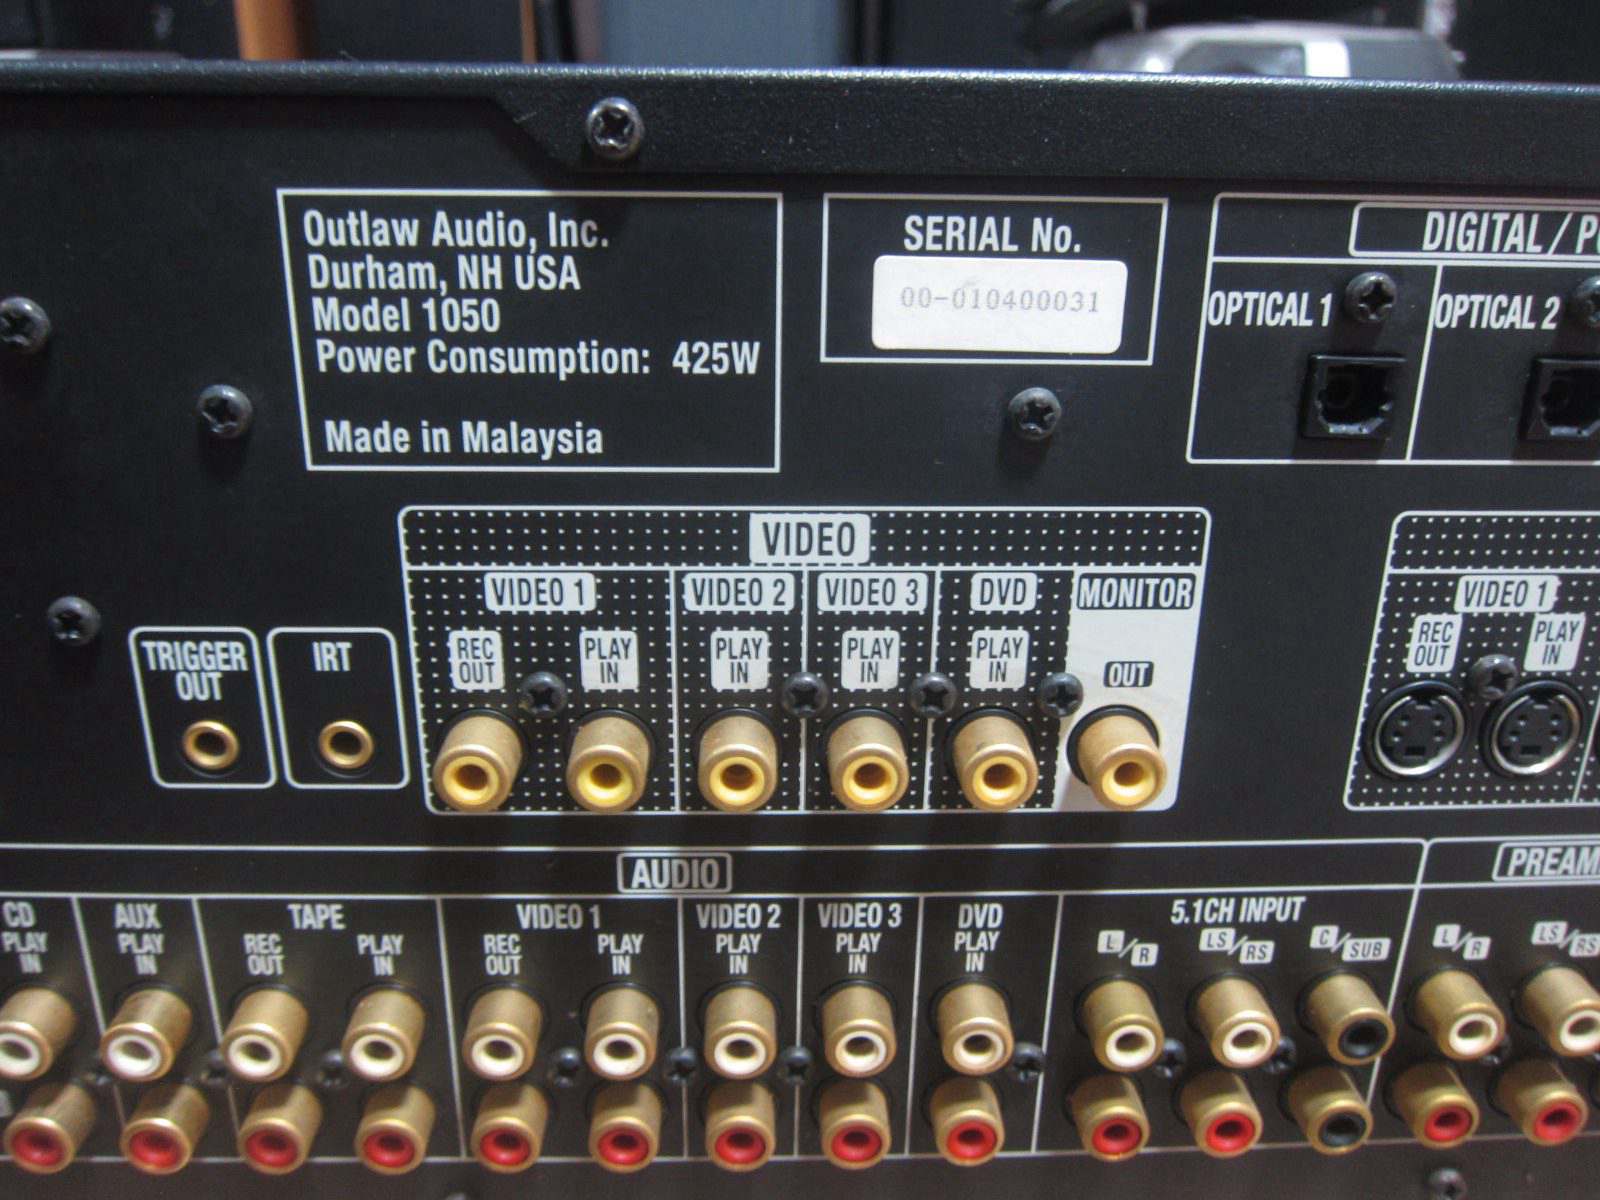 Outlaw Audio, Inc.
Durham, NH USA
Model 1050
Power Consumption: 425W
Made in Malaysia
SERIAL No.
00-010400031
DIGITAL /
OPTICAL 1
OPTICAL 2
VIDEO
VIDEO 1
VIDEO 2
VIDEO 3
DVD
MONITOR
REC OUT
PLAY IN
PLAY IN
PLAY IN
PLAY IN
OUT
TRIGGER OUT
IRT
VIDEO 1
REC OUT
PLAY IN
AUDIO
CD
PLAY IN
AUX
PLAY IN
TAPE
REC OUT
PLAY IN
VIDEO 1
REC OUT
PLAY IN
VIDEO 2
PLAY IN
VIDEO 3
PLAY IN
DVD
PLAY IN
5.1CH INPUT
L/R
LS/RS
C/SUB
PREAM
L/R
LS/RS